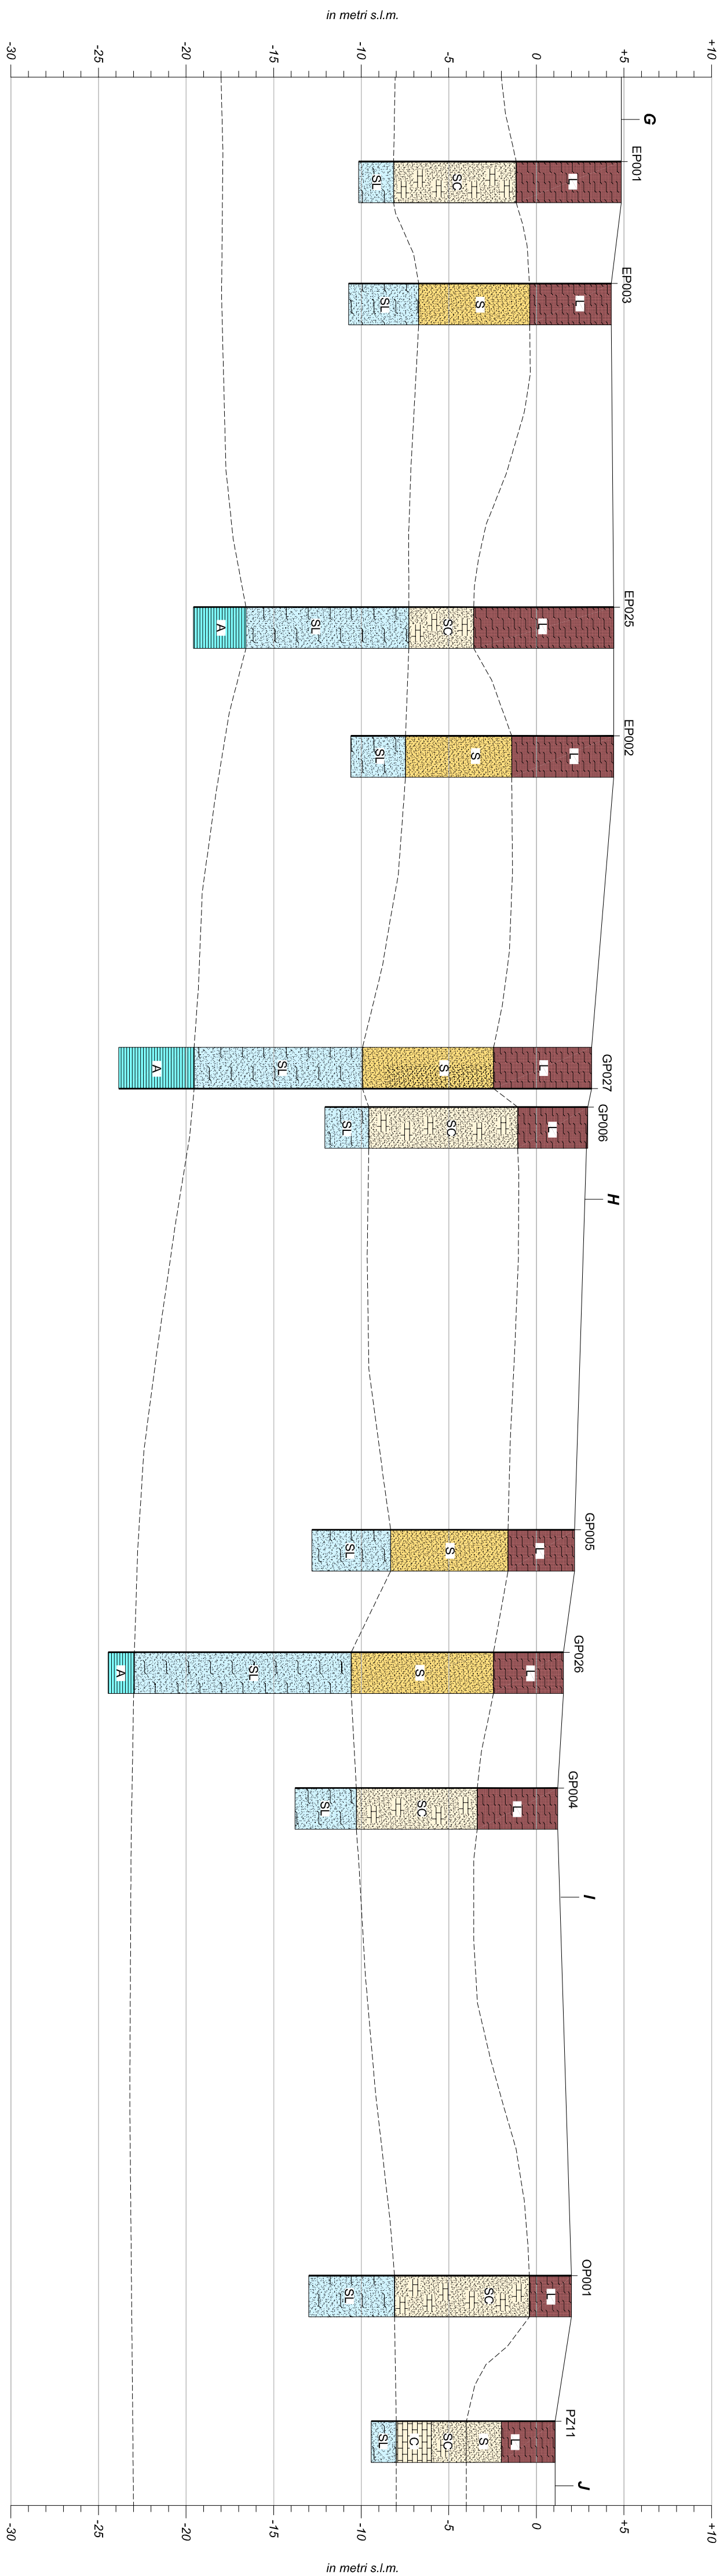 in metri s.l.m.
-30
-25
-20
-15
-10
-5
0
+5
+10
G
EP001
L
SC
SL
EP003
L
S
SL
EP025
L
SC
SL
A
EP002
L
S
SL
GP027
L
S
SL
A
GP006
L
SC
SL
H
GP005
L
S
SL
GP026
L
S
SL
A
GP004
L
SC
SL
I
OP001
L
SC
SL
PZ11
L
S
SC
C
SL
J
-30
-25
-20
-15
-10
-5
0
+5
+10
in metri s.l.m.